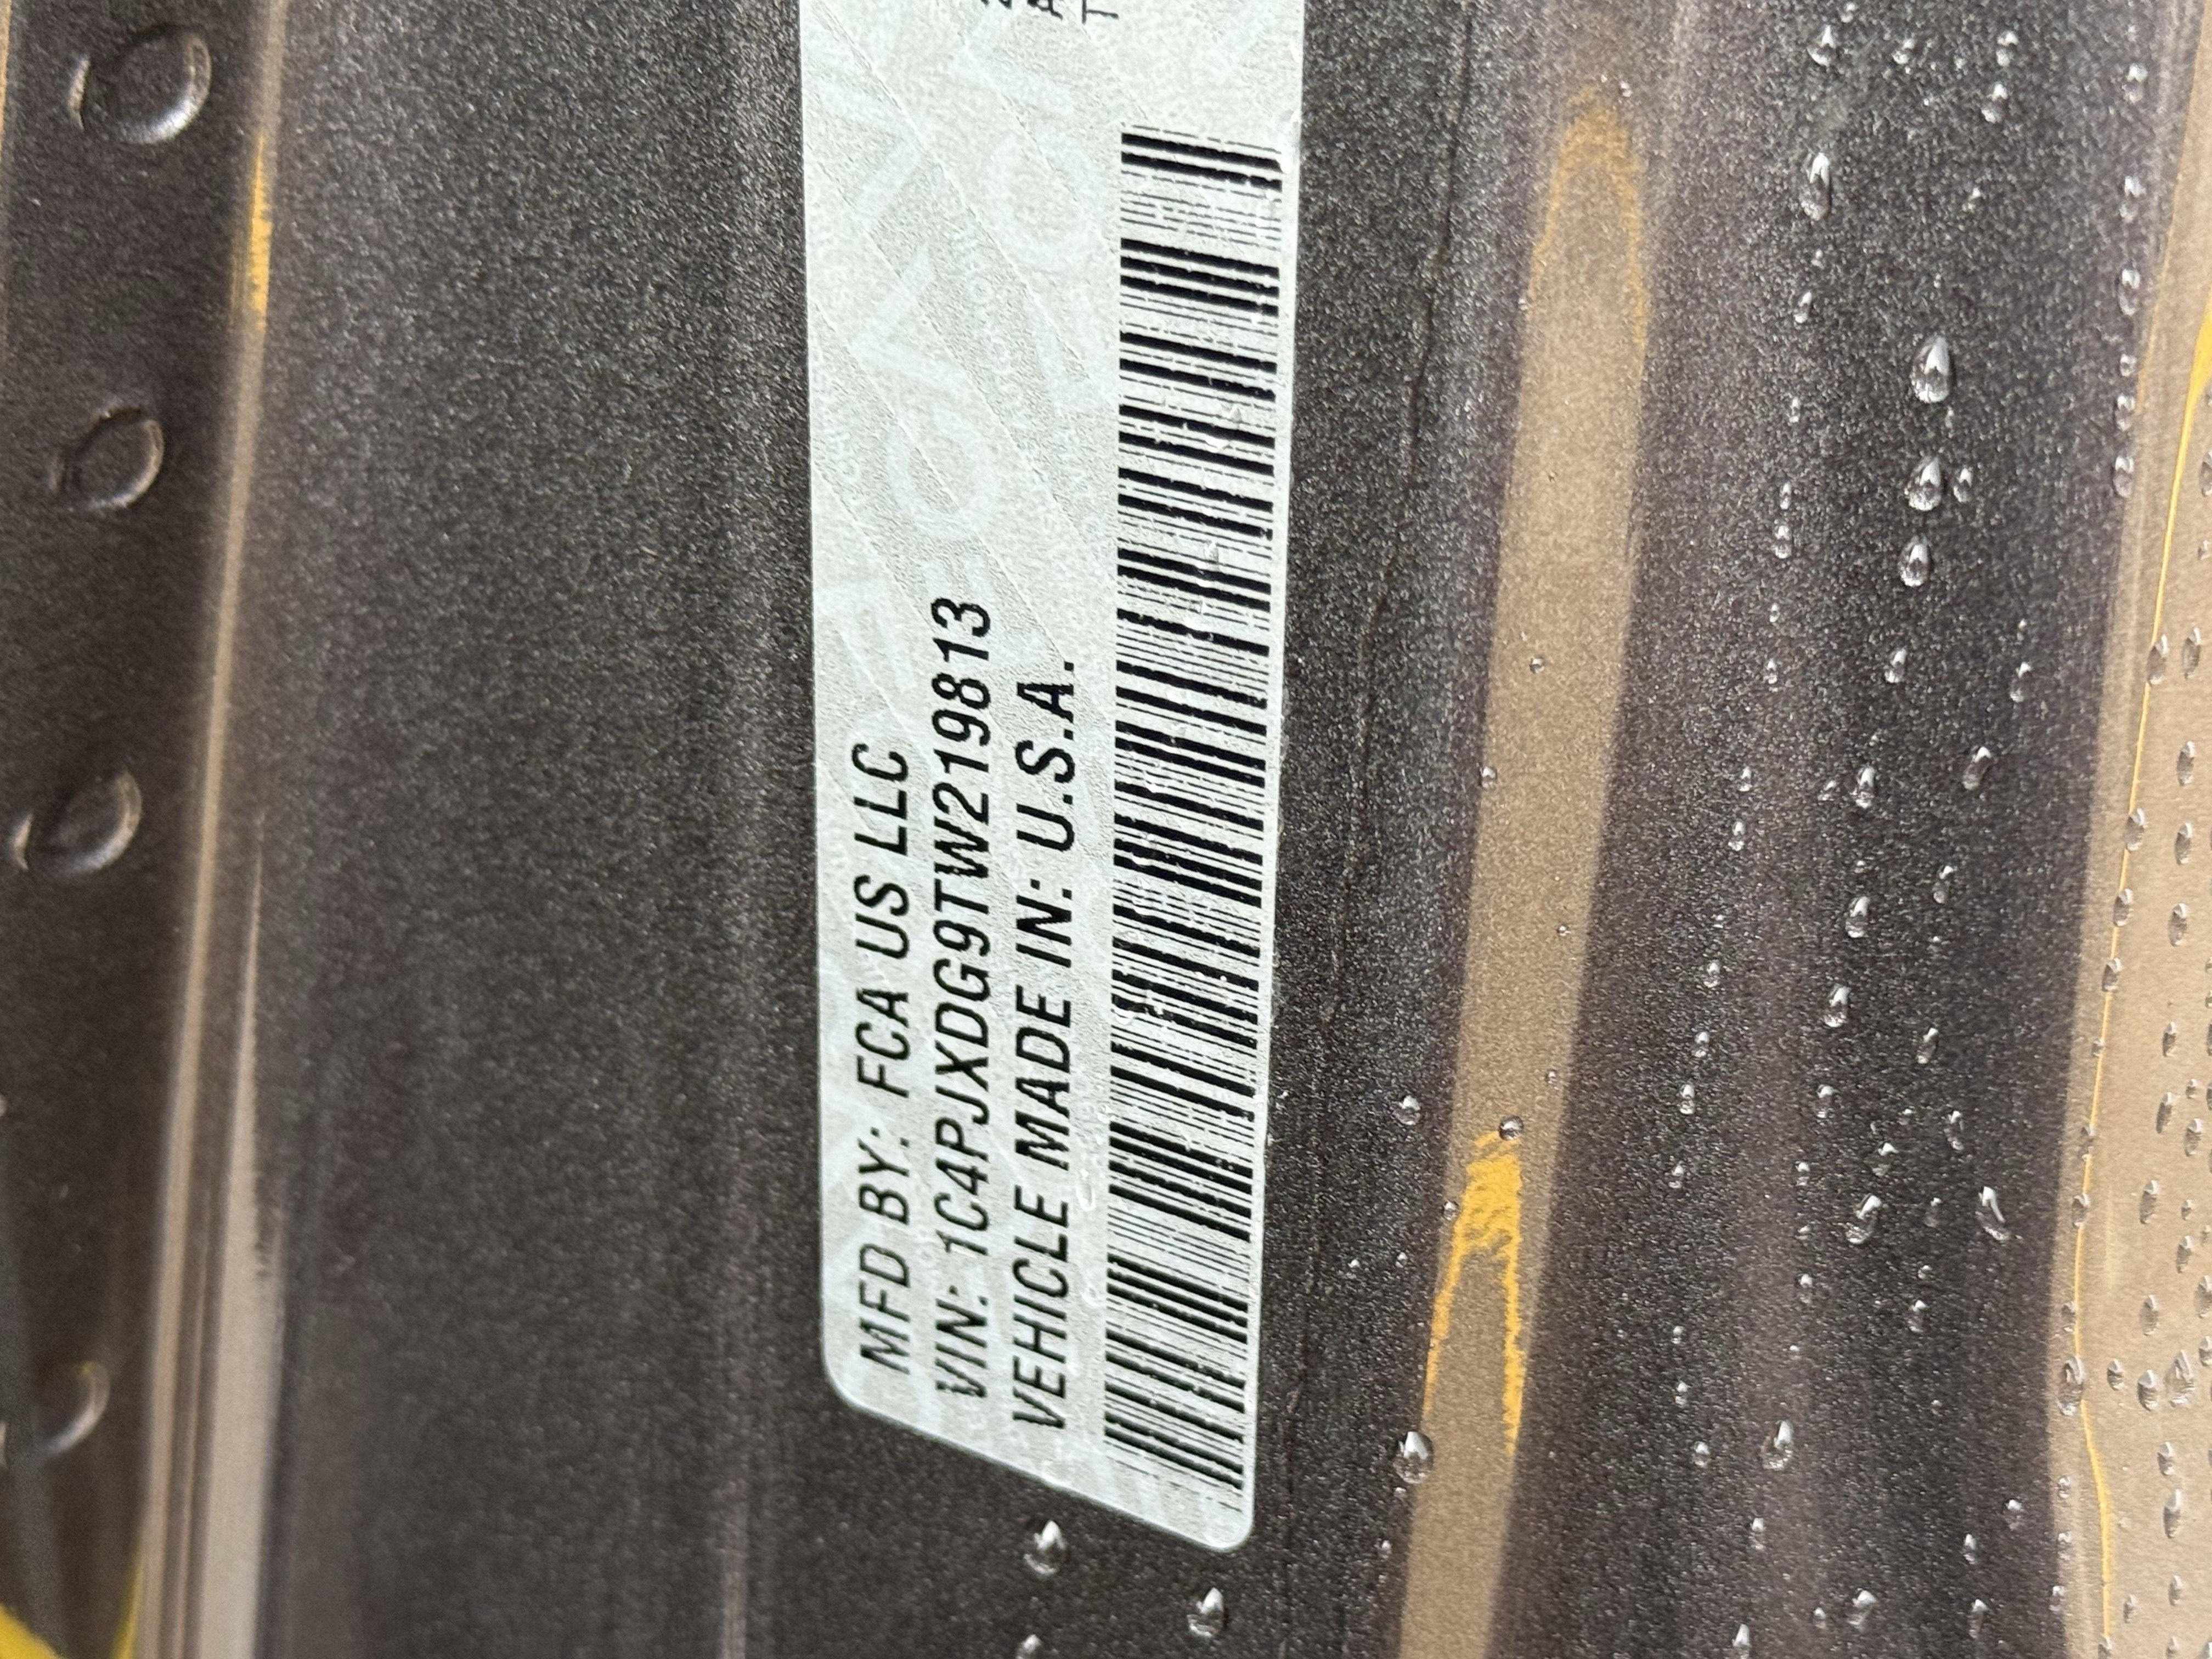 MFD BY: FCA US LLC
VIN: 1C4PJXDG9TW219813
VEHICLE MADE IN: U.S.A.